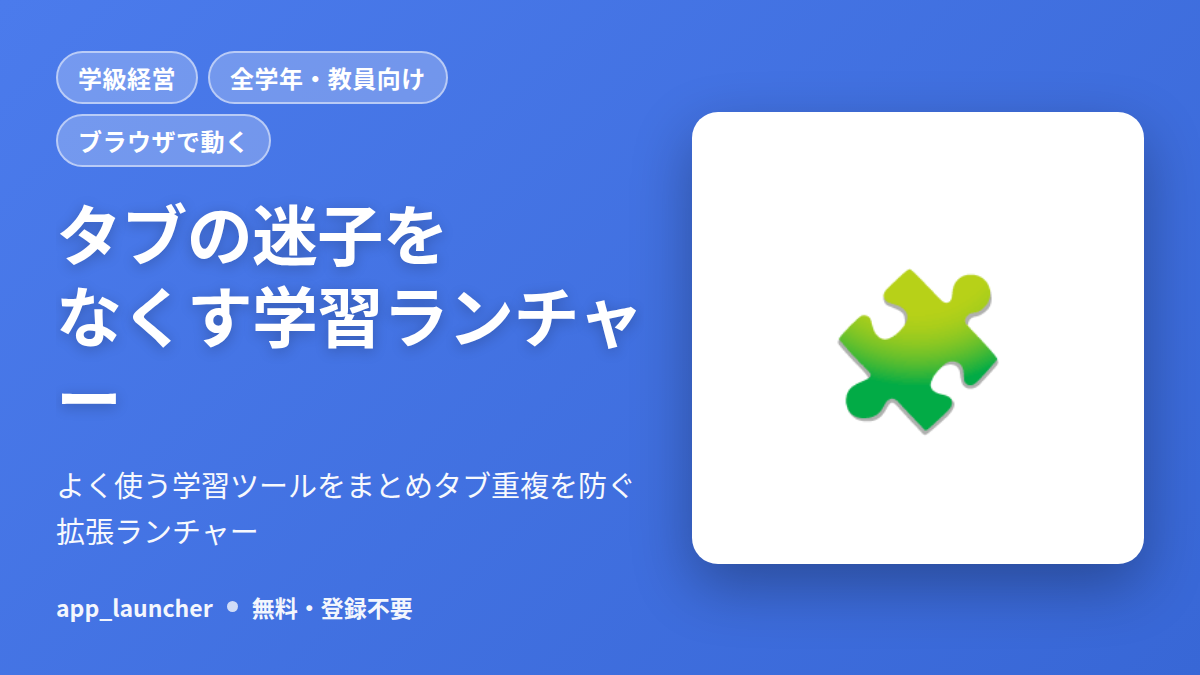 学級経営
全学年・教員向け
ブラウザで動く
タブの迷子を
なくす学習ランチャ
ー
よく使う学習ツールをまとめタブ重複を防ぐ
拡張ランチャー
app_launcher ● 無料・登録不要